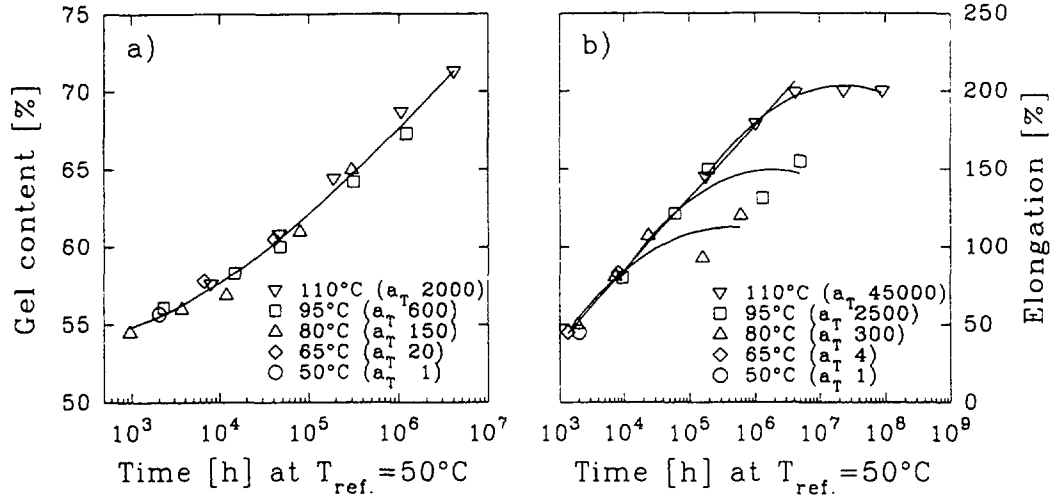 a)
Gel content [%]
75
70
65
60
55
50
▽ 110°C (a_T 2000)
□ 95°C (a_T 600)
△ 80°C (a_T 150)
◇ 65°C (a_T 20)
○ 50°C (a_T 1)
10³ 10⁴ 10⁵ 10⁶ 10⁷
Time [h] at T_ref.=50°C
b)
▽ 110°C (a_T 45000)
□ 95°C (a_T 2500)
△ 80°C (a_T 300)
◇ 65°C (a_T 4)
○ 50°C (a_T 1)
250
200
150
100
50
0
Elongation [%]
10³ 10⁴ 10⁵ 10⁶ 10⁷ 10⁸ 10⁹
Time [h] at T_ref.=50°C